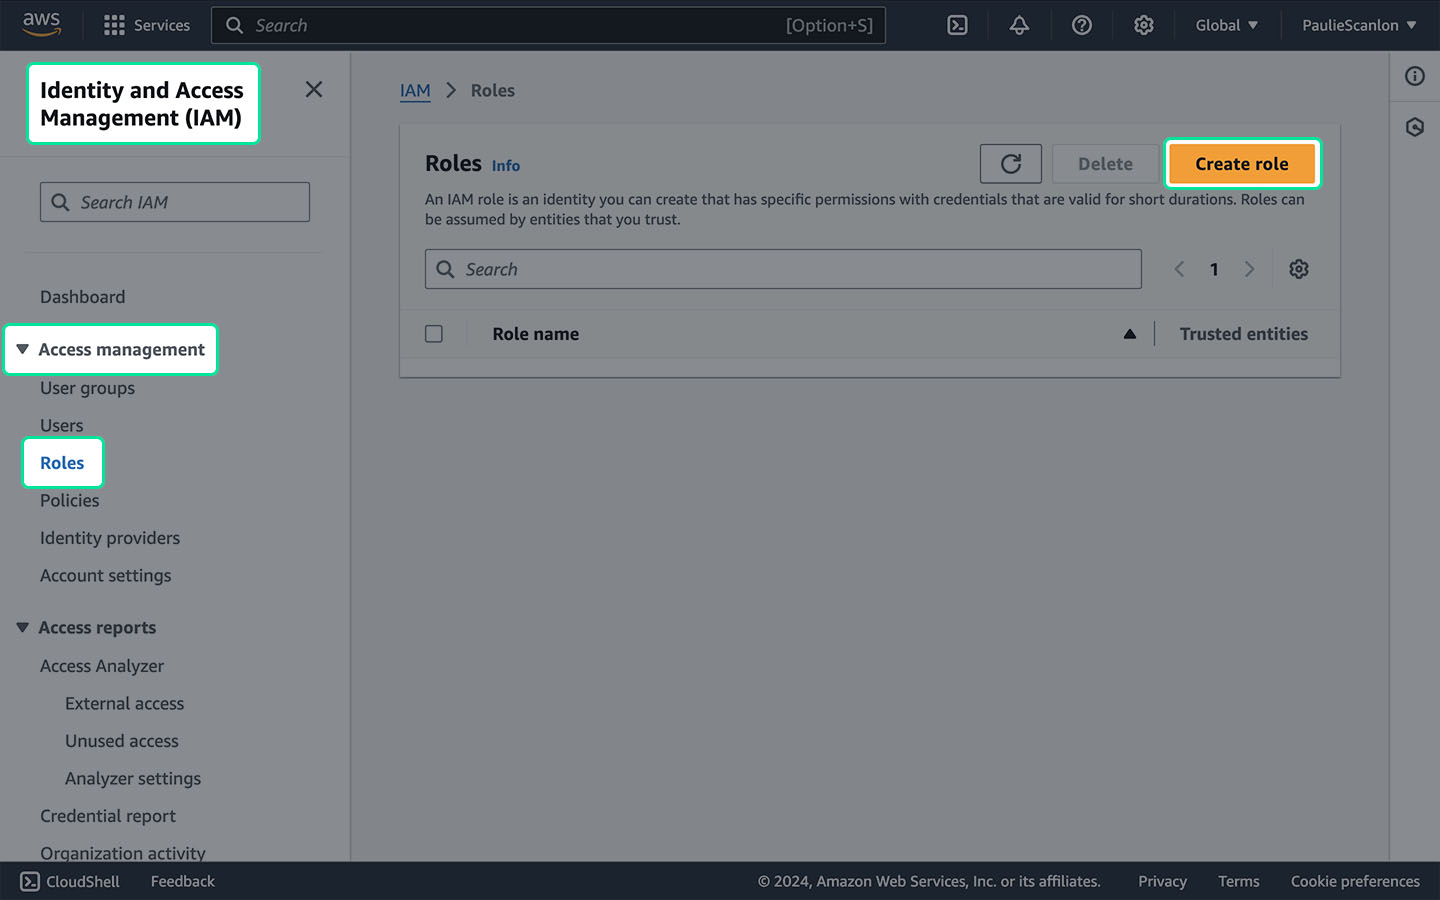 aws
Services
Search
[Option+S]
Global
PaulieScanlon
Identity and Access
Management (IAM)
Search IAM
Dashboard
Access management
User groups
Users
Roles
Policies
Identity providers
Account settings
Access reports
Access Analyzer
External access
Unused access
Analyzer settings
Credential report
Organization activity
IAM > Roles
Roles Info
Delete
Create role
An IAM role is an identity you can create that has specific permissions with credentials that are valid for short durations. Roles can
be assumed by entities that you trust.
Search
1
Role name
Trusted entities
CloudShell
Feedback
© 2024, Amazon Web Services, Inc. or its affiliates.
Privacy
Terms
Cookie preferences